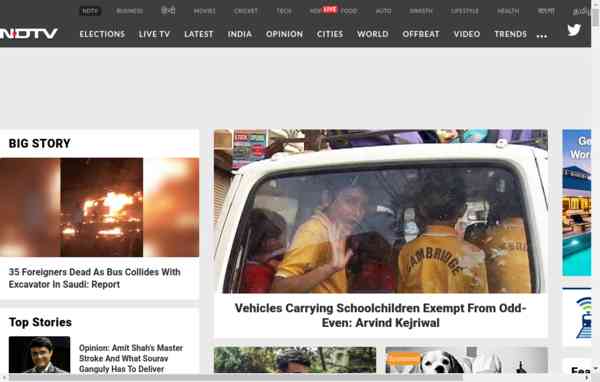 NDTV BUSINESS हिन्दी MOVIES CRICKET TECH HOP LIVE FOOD AUTO SWASTH LIFESTYLE HEALTH বাংলা தமிழ்
NDTV ELECTIONS LIVE TV LATEST INDIA OPINION CITIES WORLD OFFBEAT VIDEO TRENDS
BIG STORY
35 Foreigners Dead As Bus Collides With
Excavator In Saudi: Report
Top Stories
Opinion: Amit Shah's Master
Stroke And What Sourav
Ganguly Has To Deliver
CAMBRIDGE
Vehicles Carrying Schoolchildren Exempt From Odd-
Even: Arvind Kejriwal
Sponsored
Ge
Wor
Fea